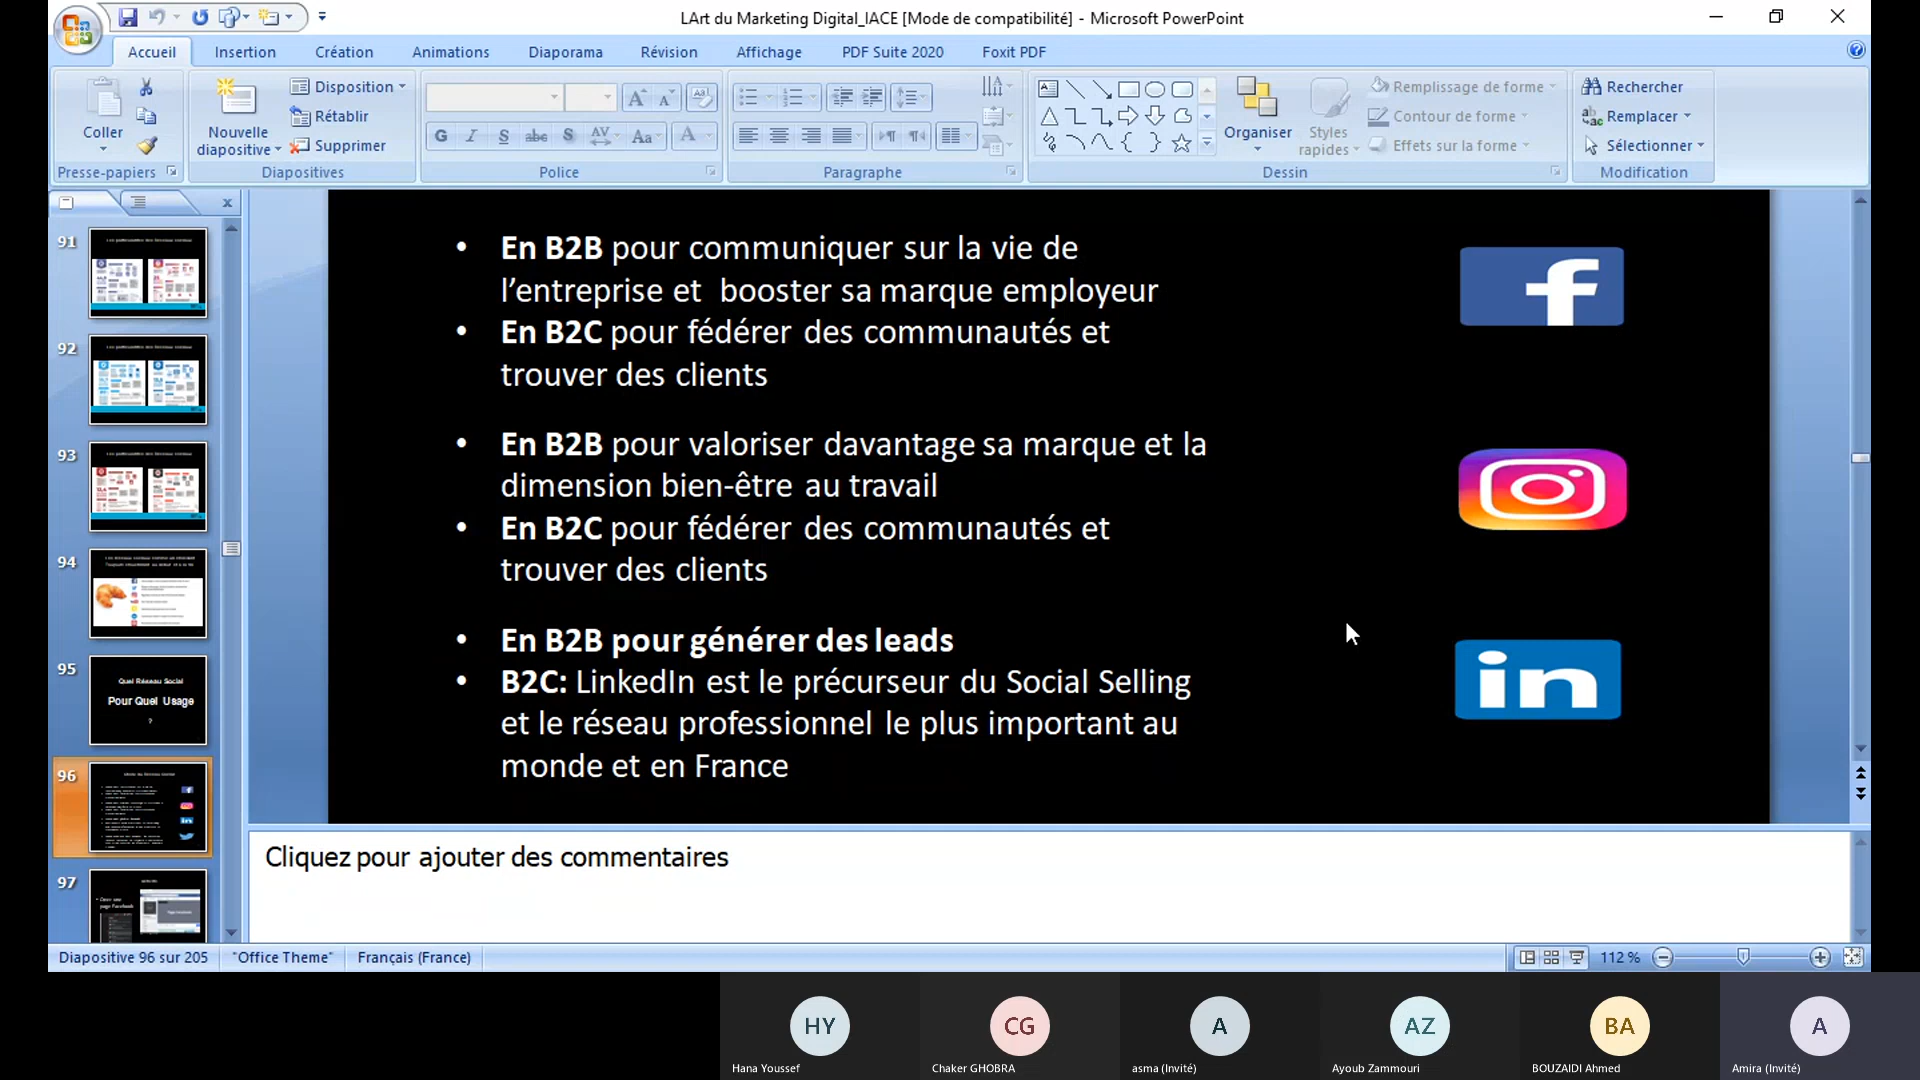 LArt du Marketing Digital_IACE [Mode de compatibilité] - Microsoft PowerPoint
Accueil Insertion Création Animations Diaporama Révision Affichage PDF Suite 2020 Foxit PDF
Coller
Presse-papiers
Nouvelle
diapositive
Disposition
Rétablir
Supprimer
Diapositives
G I S abc S AV Aa A
Police
Paragraphe
Organiser
Styles
rapides
Remplissage de forme
Contour de forme
Effets sur la forme
Dessin
Rechercher
Remplacer
Sélectionner
Modification
91
92
93
94
95
Quel Réseau Social
Pour Quel Usage
?
96
97
• En B2B pour communiquer sur la vie de
l’entreprise et booster sa marque employeur
• En B2C pour fédérer des communautés et
trouver des clients
• En B2B pour valoriser davantage sa marque et la
dimension bien-être au travail
• En B2C pour fédérer des communautés et
trouver des clients
• En B2B pour générer des leads
• B2C: LinkedIn est le précurseur du Social Selling
et le réseau professionnel le plus important au
monde et en France
f
in
Cliquez pour ajouter des commentaires
Diapositive 96 sur 205 "Office Theme" Français (France) 112 %
HY CG A AZ BA A
Hana Youssef Chaker GHOBRA asma (Invité) Ayoub Zammouri BOUZAIDI Ahmed Amira (Invité)